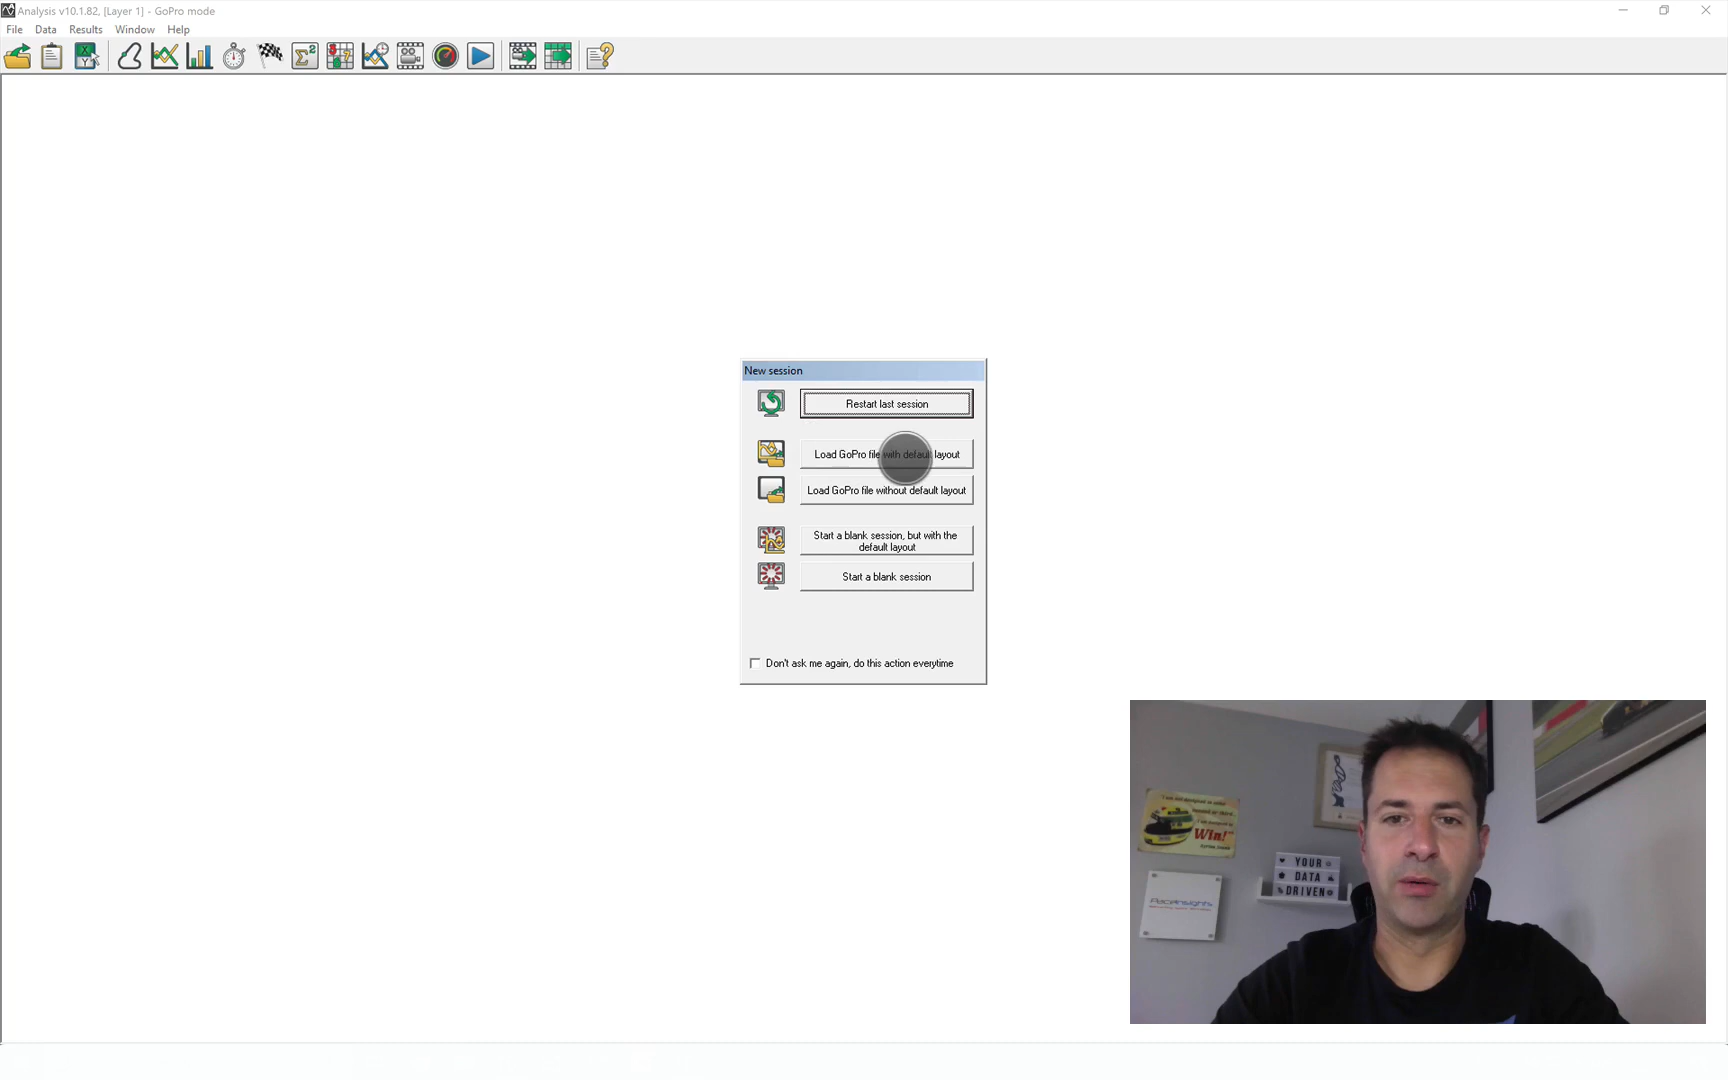 Analysis v10.1.82, [Layer 1] - GoPro mode
File Data Results Window Help
New session
Restart last session
Load GoPro file with default layout
Load GoPro file without default layout
Start a blank session, but with the
default layout
Start a blank session
Don't ask me again, do this action everytime
Win!"
YOUR
DATA
DRIVEN
RaceInsights